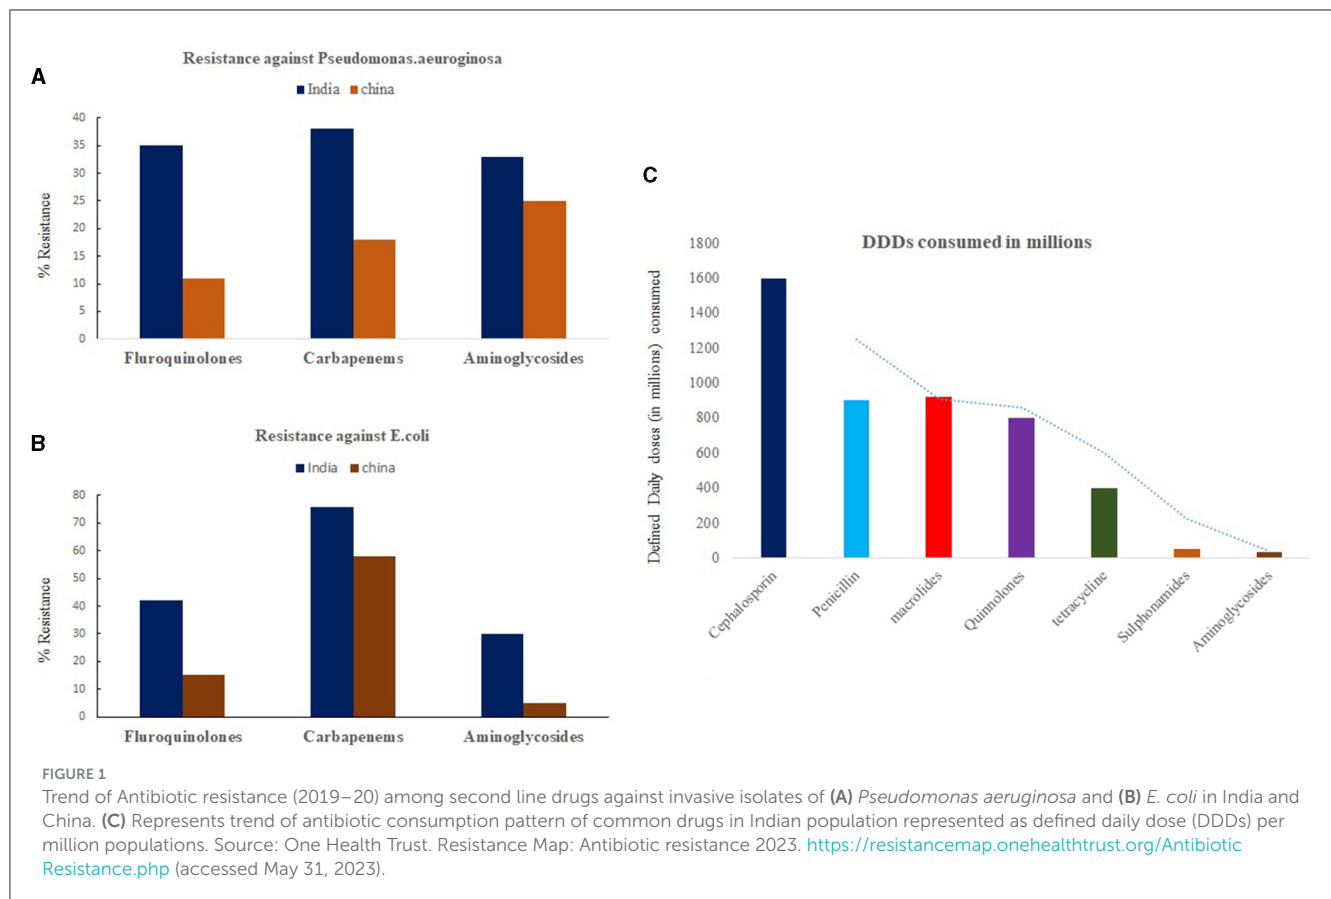 A
Resistance against Pseudomonas.aeuroginosa
India china
% Resistance
40
35
30
25
20
15
10
5
0
Fluroquinolones Carbapenems Aminoglycosides
B
Resistance against E.coli
India china
% Resistance
80
70
60
50
40
30
20
10
0
Fluroquinolones Carbapenems Aminoglycosides
C
DDDs consumed in millions
Defined Daily doses (in millions) consumed
1800
1600
1400
1200
1000
800
600
400
200
0
Cephalosporin
Penicillin
macrolides
Quinnolones
tetracycline
Sulphonamides
Aminoglycosides
FIGURE 1
Trend of Antibiotic resistance (2019–20) among second line drugs against invasive isolates of (A) Pseudomonas aeruginosa and (B) E. coli in India and
China. (C) Represents trend of antibiotic consumption pattern of common drugs in Indian population represented as defined daily dose (DDDs) per
million populations. Source: One Health Trust. Resistance Map: Antibiotic resistance 2023. https://resistancemap.onehealthtrust.org/Antibiotic
Resistance.php (accessed May 31, 2023).